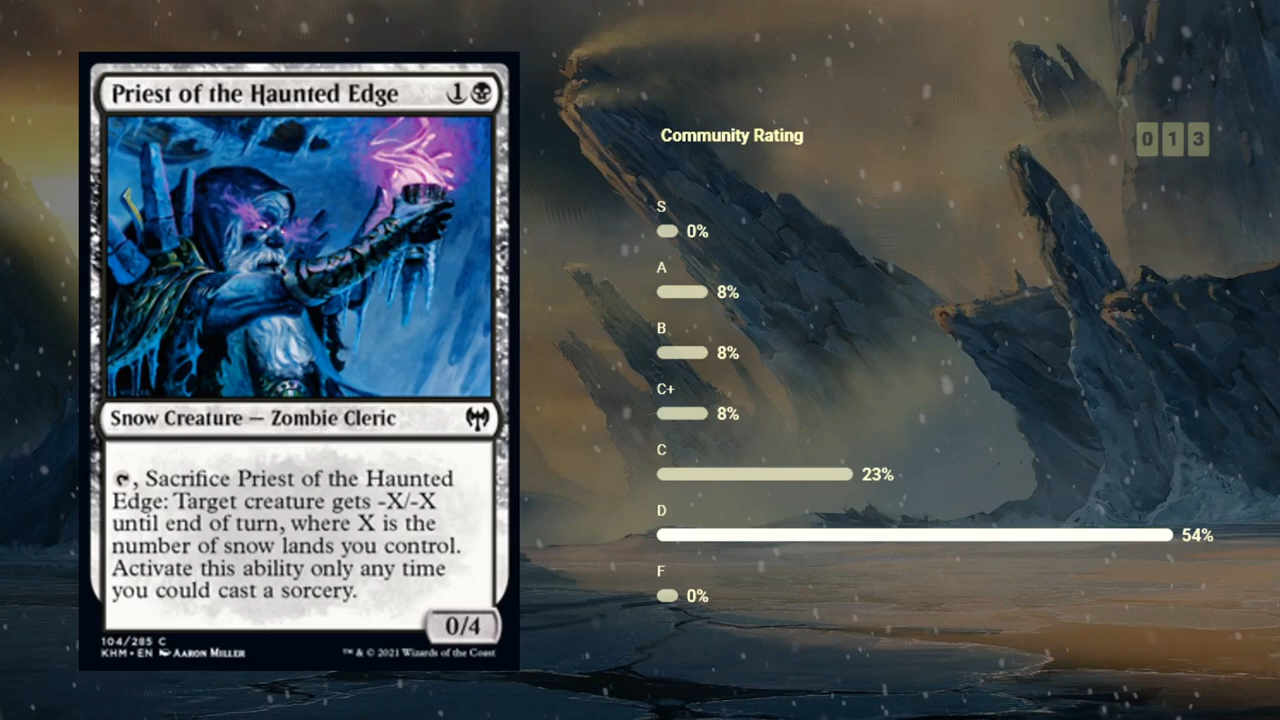 Priest of the Haunted Edge 1
Snow Creature — Zombie Cleric
, Sacrifice Priest of the Haunted
Edge: Target creature gets -X/-X
until end of turn, where X is the
number of snow lands you control.
Activate this ability only any time
you could cast a sorcery.
0/4
104/285 C
KHM • EN AARON MILLER
™ & © 2021 Wizards of the Coast
Community Rating
013
S
0%
A
8%
B
8%
C+
8%
C
23%
D
54%
F
0%